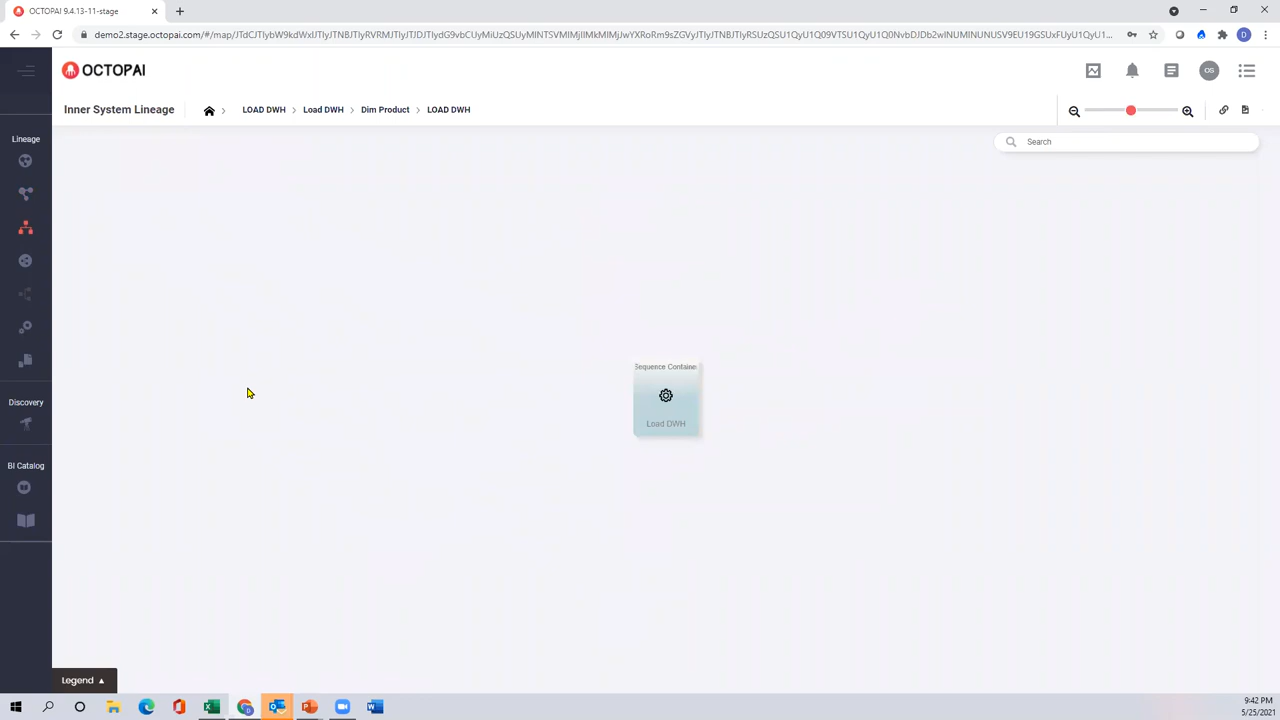 OCTOPAI 9.4.13-11-stage
demo2.stage.octopai.com/#/map/
OCTOPAI
OS
Inner System Lineage
LOAD DWH > Load DWH > Dim Product > LOAD DWH
Search
Lineage
Sequence Containe
Load DWH
Discovery
BI Catalog
Legend ▲
9:42 PM
5/25/2021